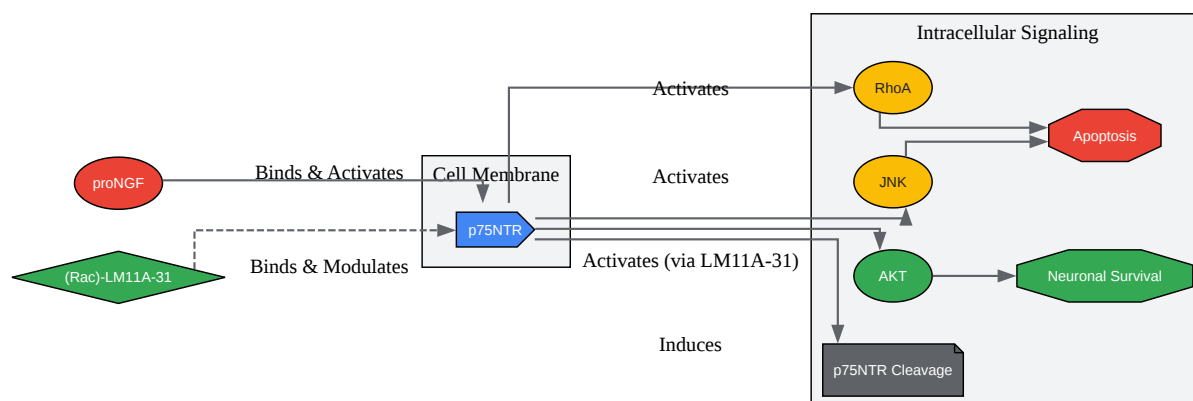 Intracellular Signaling
Activates
RhoA
Apoptosis
Binds & Activates
Cell Membrane
Activates
proNGF
JNK
p75NTR
Binds & Modulates
Activates (via LM11A-31)
(Rac)-LM11A-31
AKT
Neuronal Survival
Induces
p75NTR Cleavage